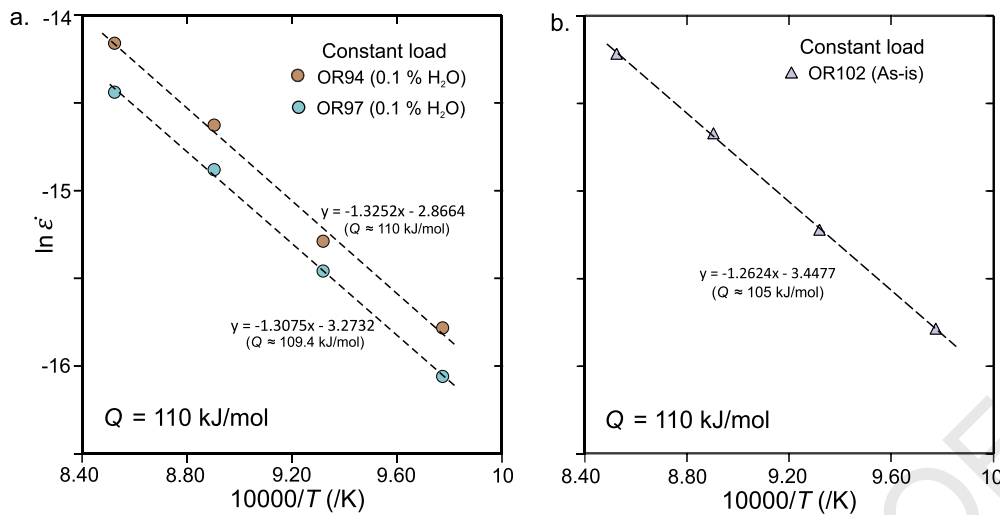 a.
-14
-15
-16
ln ε̇
Constant load
OR94 (0.1 % H₂O)
OR97 (0.1 % H₂O)
y = -1.3252x - 2.8664
(Q ≈ 110 kJ/mol)
y = -1.3075x - 3.2732
(Q ≈ 109.4 kJ/mol)
Q = 110 kJ/mol
8.40 8.80 9.20 9.60 10
10000/T (/K)
b.
Constant load
OR102 (As-is)
y = -1.2624x - 3.4477
(Q ≈ 105 kJ/mol)
Q = 110 kJ/mol
8.40 9.80 9.20 9.60 10
10000/T (/K)